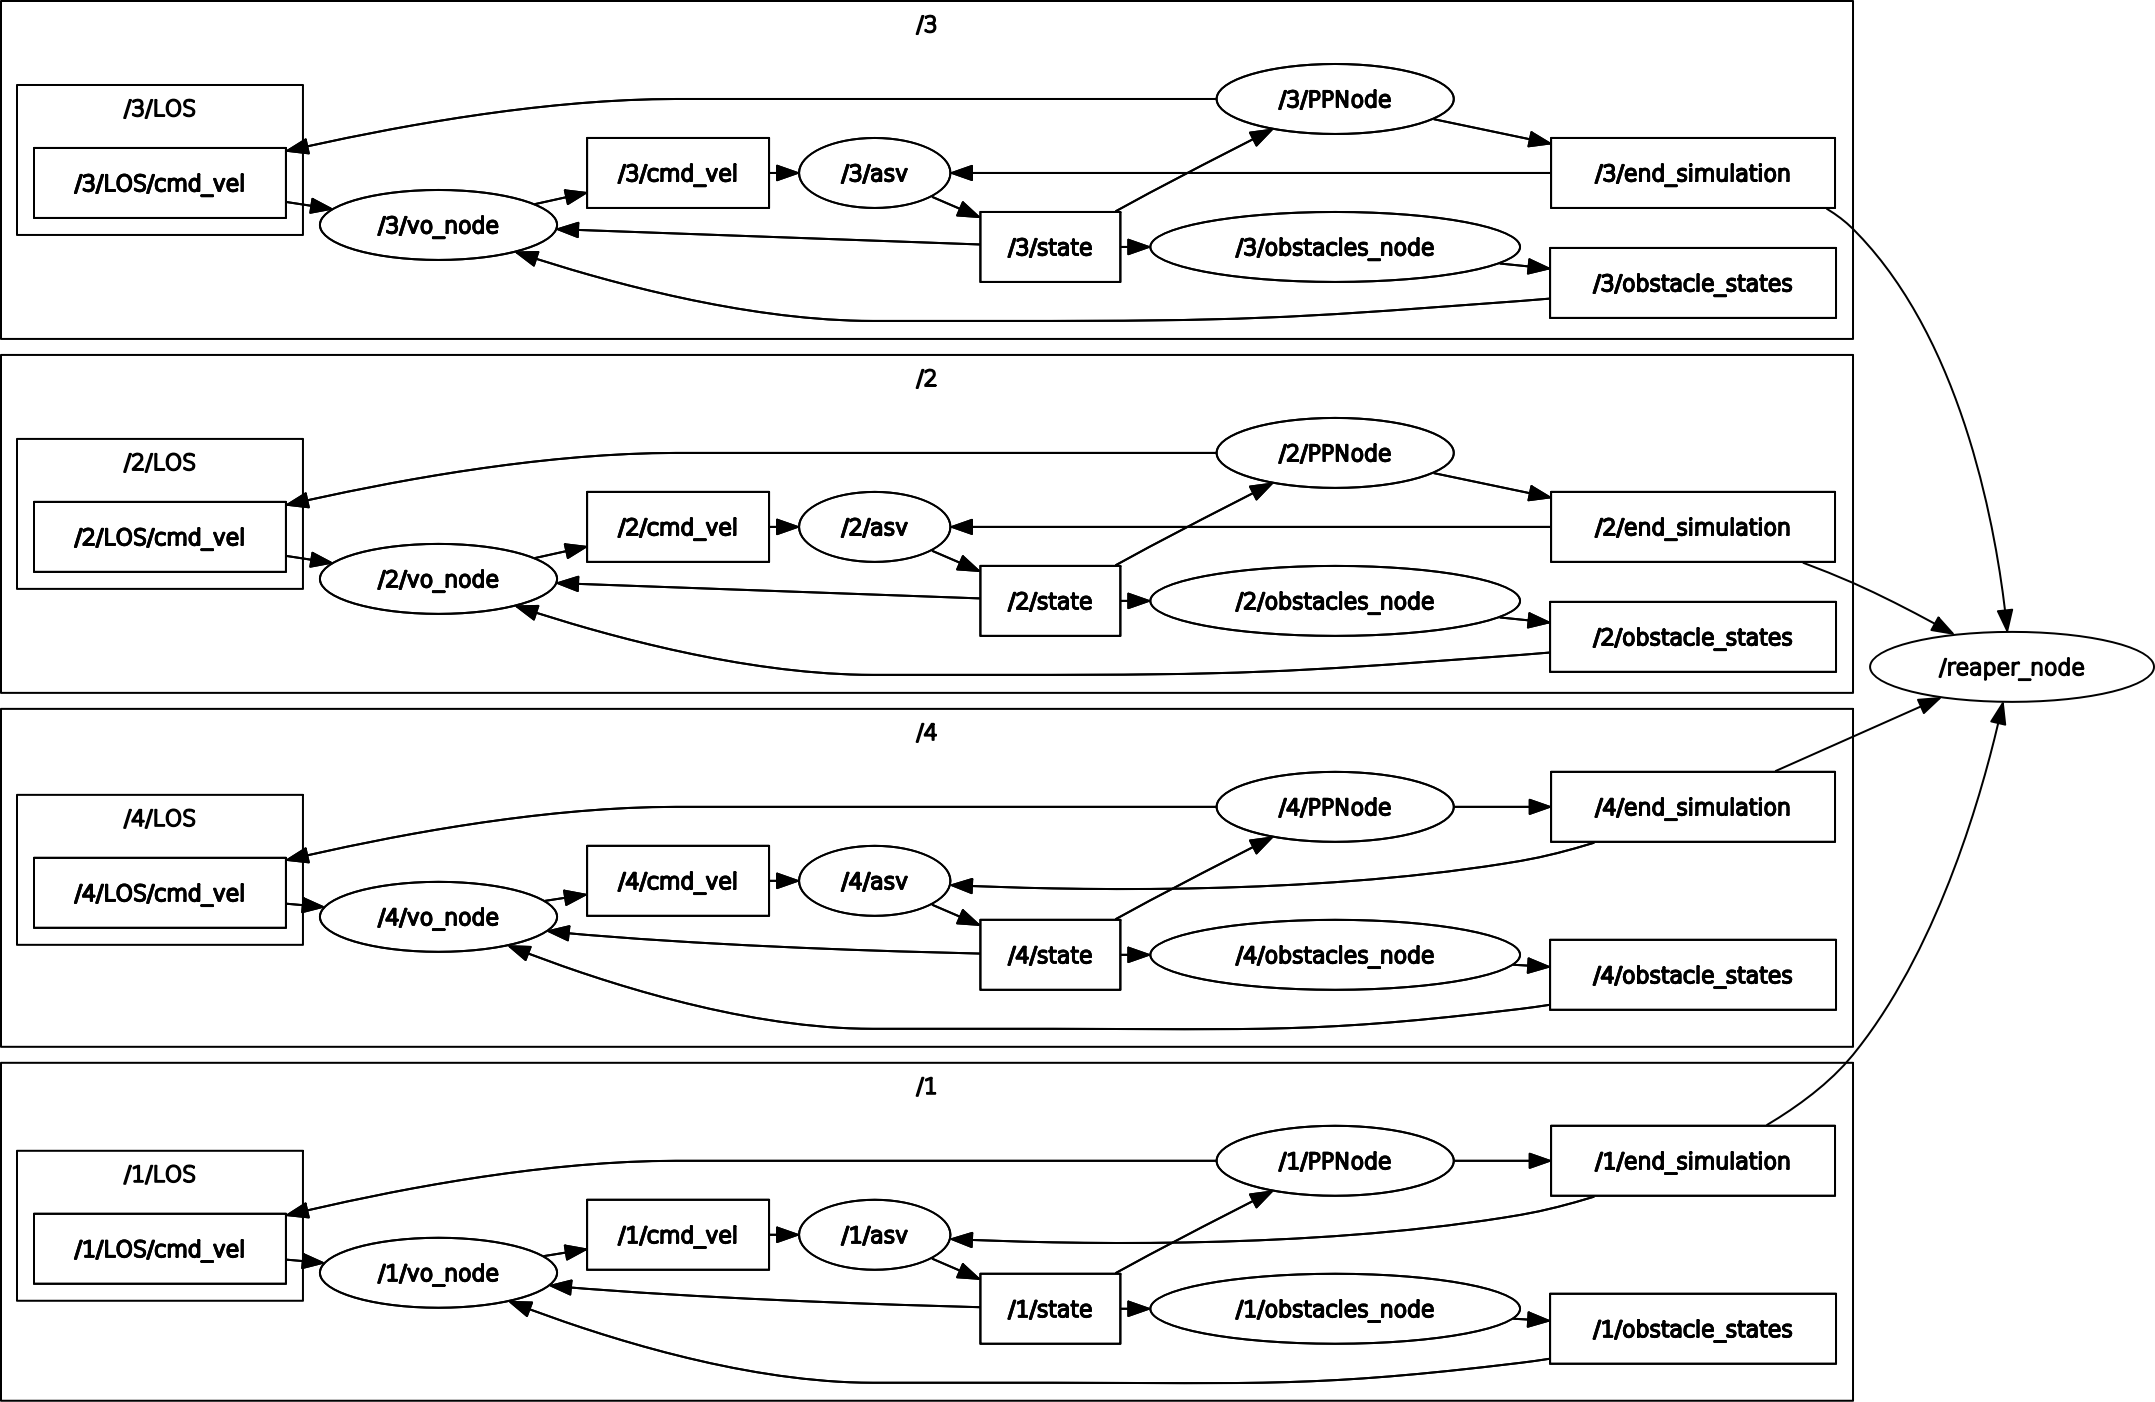 /3
/3/LOS
/3/PPNode
/3/LOS/cmd_vel
/3/cmd_vel
/3/asv
/3/end_simulation
/3/vo_node
/3/state
/3/obstacles_node
/3/obstacle_states
/2
/2/LOS
/2/PPNode
/2/LOS/cmd_vel
/2/cmd_vel
/2/asv
/2/end_simulation
/2/vo_node
/2/state
/2/obstacles_node
/2/obstacle_states
/reaper_node
/4
/4/LOS
/4/PPNode
/4/LOS/cmd_vel
/4/cmd_vel
/4/asv
/4/end_simulation
/4/vo_node
/4/state
/4/obstacles_node
/4/obstacle_states
/1
/1/LOS
/1/PPNode
/1/LOS/cmd_vel
/1/cmd_vel
/1/asv
/1/end_simulation
/1/vo_node
/1/state
/1/obstacles_node
/1/obstacle_states